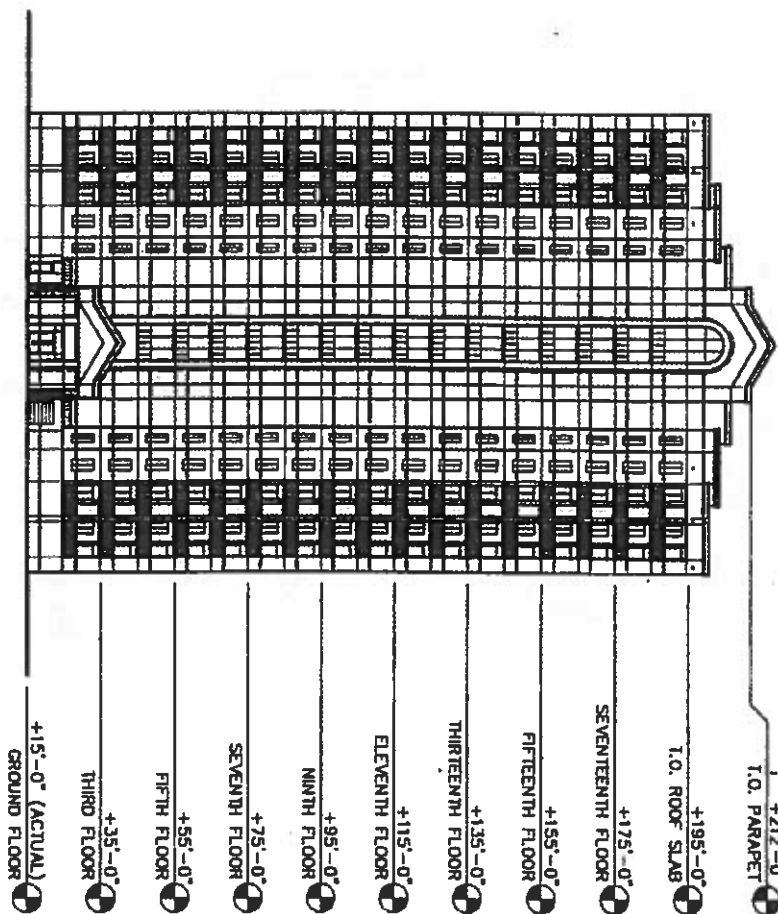 T.O. PARAPET
+195'-0"
T.O. ROOF SLAB
+175'-0"
SEVENTEENTH FLOOR
+155'-0"
FIFTEENTH FLOOR
+135'-0"
THIRTEENTH FLOOR
+115'-0"
ELEVENTH FLOOR
+95'-0"
NINTH FLOOR
+75'-0"
SEVENTH FLOOR
+55'-0"
FIFTH FLOOR
+35'-0"
THIRD FLOOR
+15'-0" (ACTUAL)
GROUND FLOOR